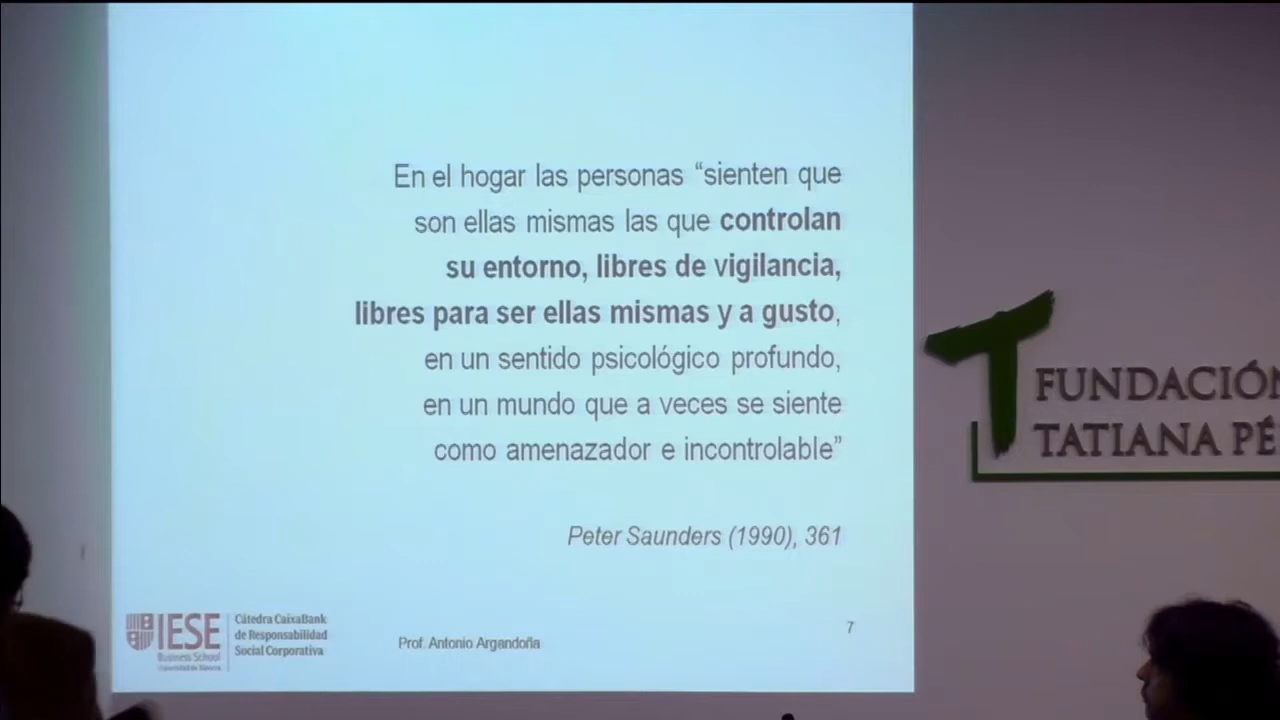 En el hogar las personas “sienten que
son ellas mismas las que controlan
su entorno, libres de vigilancia,
libres para ser ellas mismas y a gusto,
en un sentido psicológico profundo,
en un mundo que a veces se siente
como amenazador e incontrolable”
Peter Saunders (1990), 361
IESE
Business School
Universidad de Navarra
Cátedra CaixaBank
de Responsabilidad
Social Corporativa
Prof. Antonio Argandoña
7
FUNDACIÓN
TATIANA PÉ